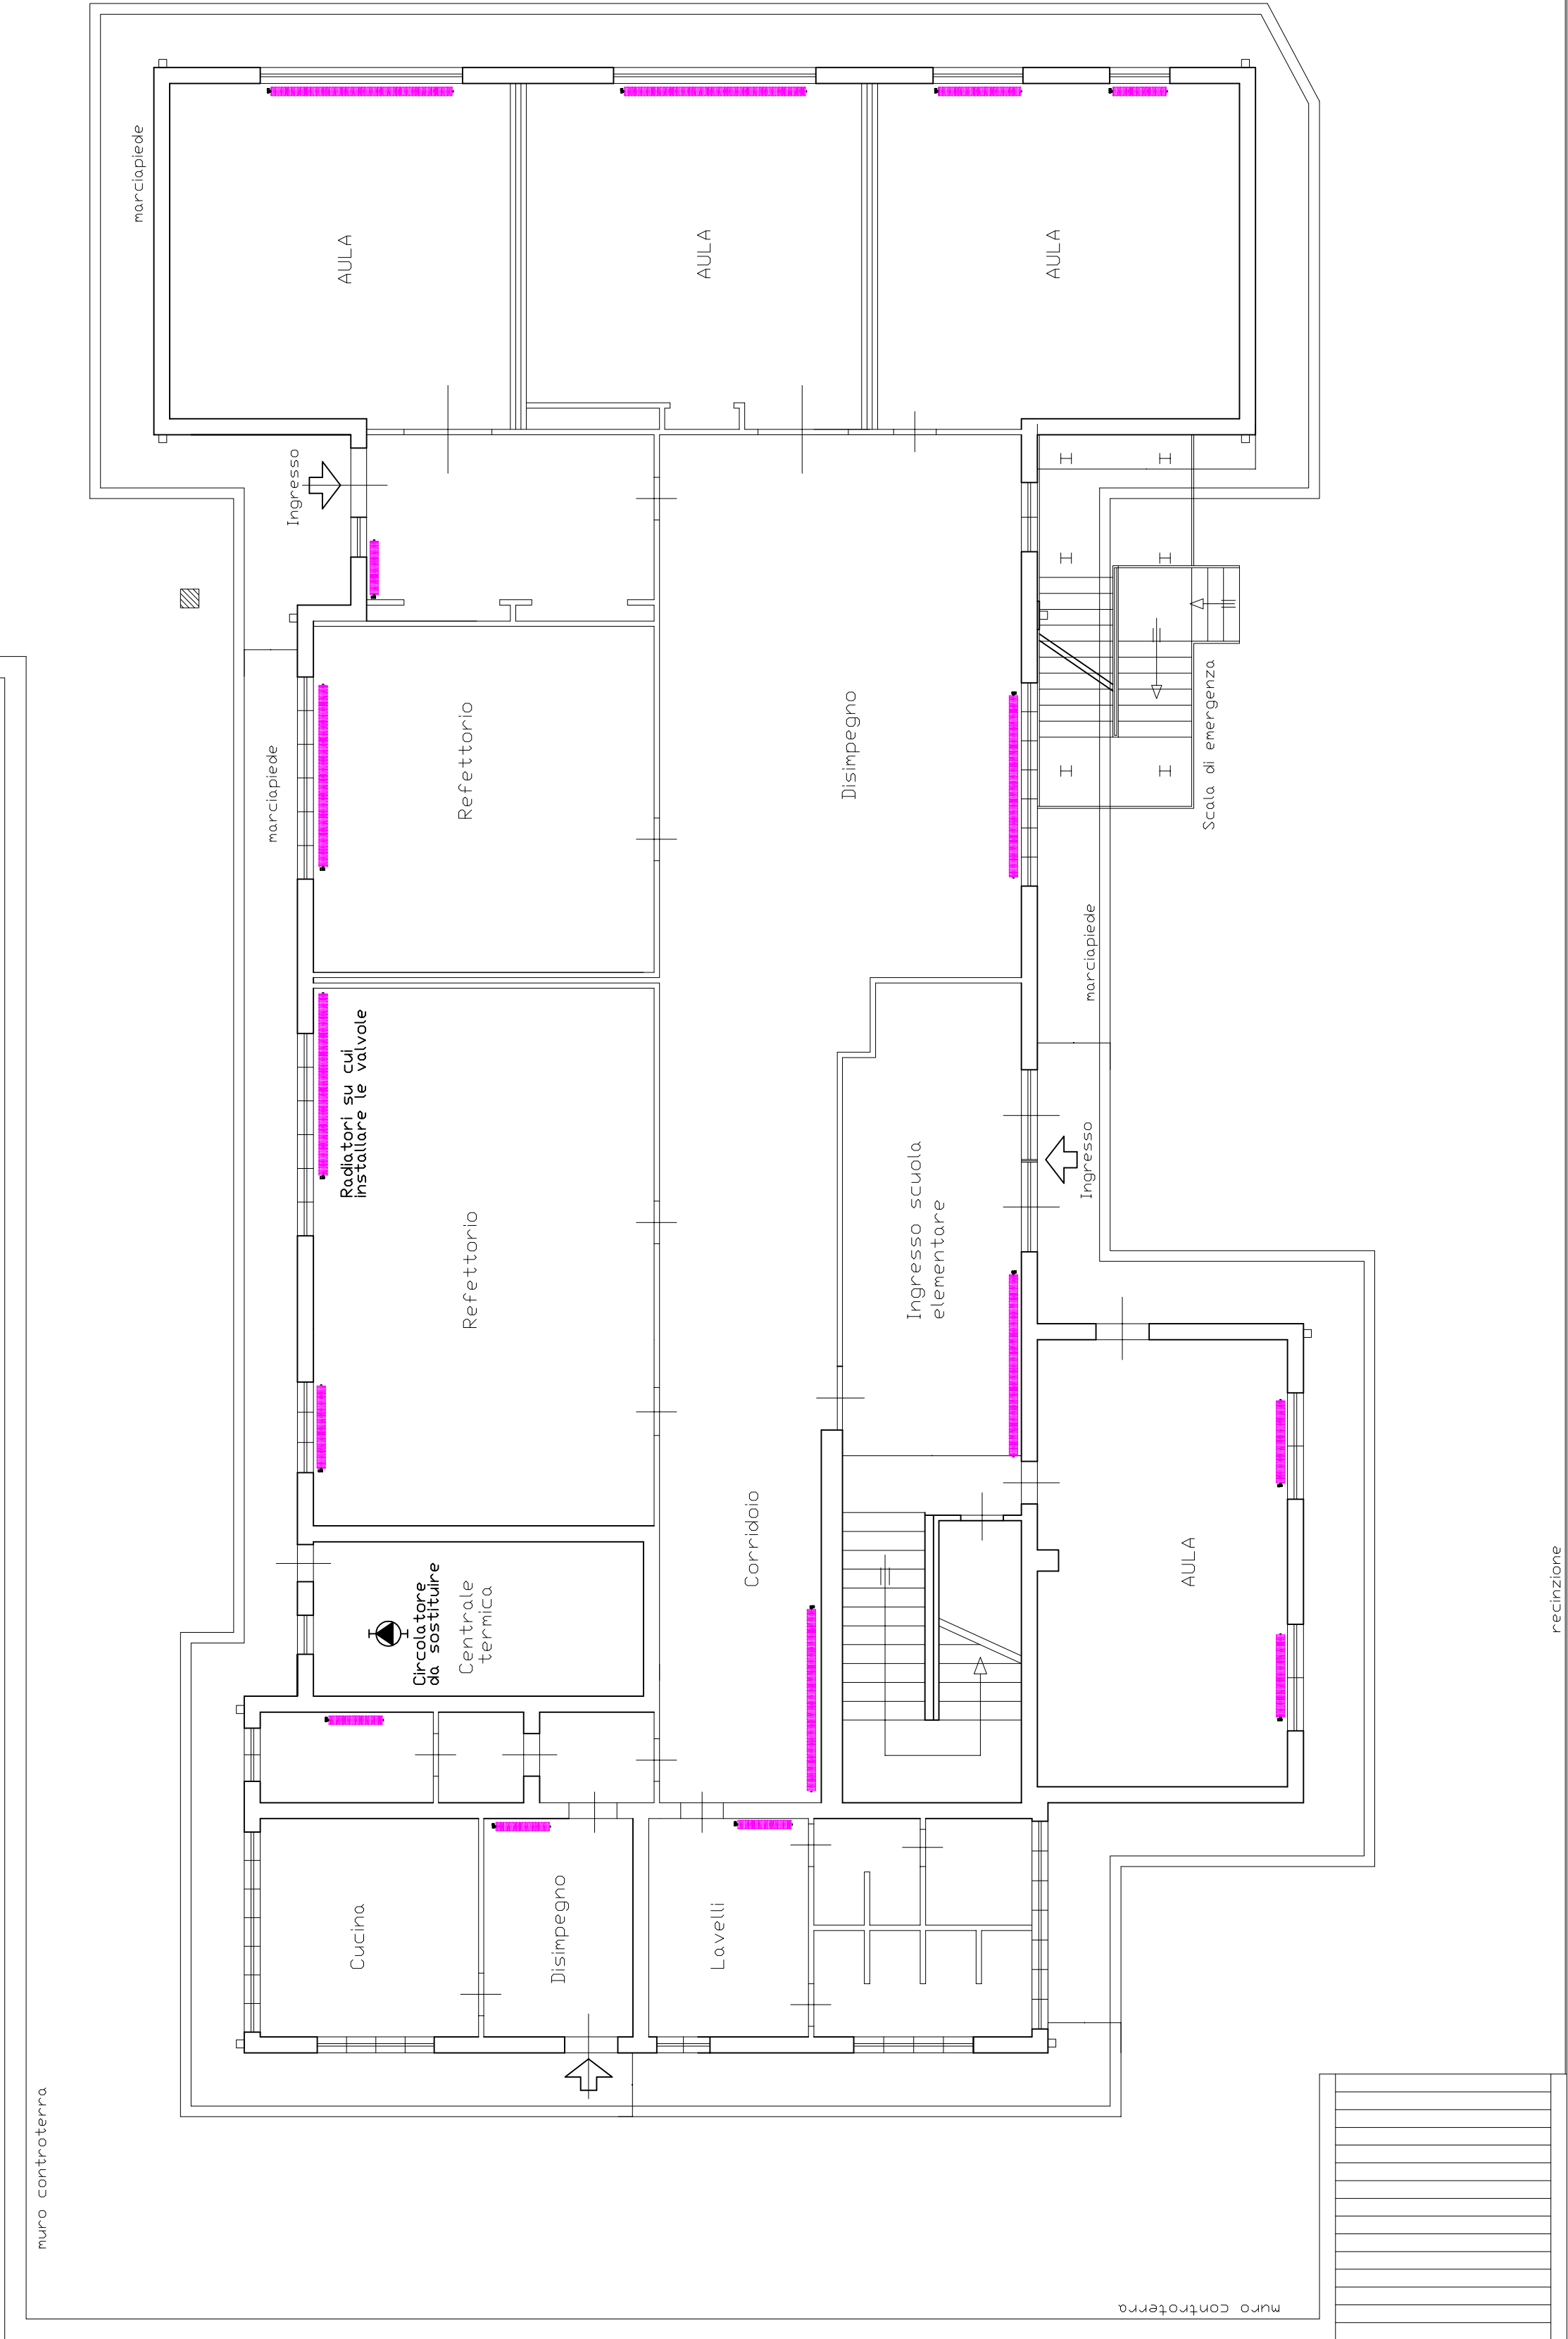 marciapiede
AULA
AULA
AULA
Ingresso
marciapiede
Refettorio
Disimpegno
Scala di emergenza
marciapiede
Radiatori su cui
installare le valvole
Refettorio
Ingresso scuola
elementare
Ingresso
Corridoio
Circolatore
da sostituire
Centrale
termica
AULA
recinzione
Cucina
Disimpegno
Lavelli
muro controterra
muro controterra